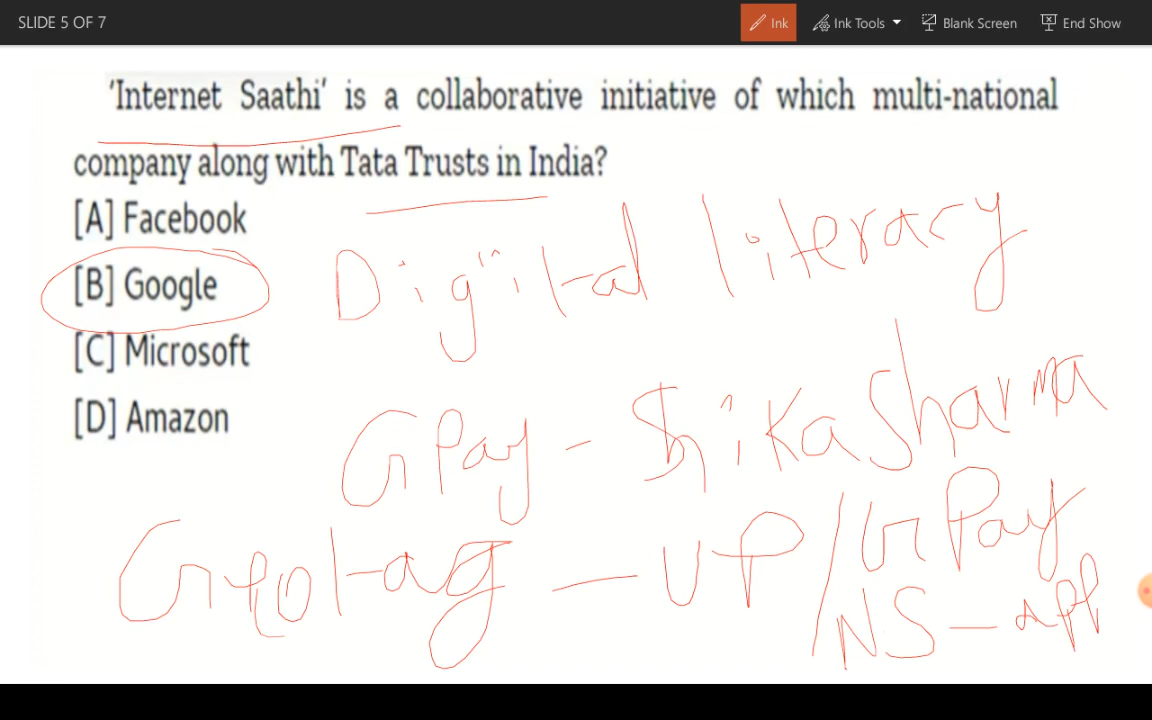 SLIDE 5 OF 7 Ink Ink Tools Blank Screen End Show
'Internet Saathi' is a collaborative initiative of which multi-national
company along with Tata Trusts in India?
[A] Facebook
[B] Google
[C] Microsoft
[D] Amazon
Digital literacy
GPay - Shika Sharma
Geotag - UP / GPay
NS - app